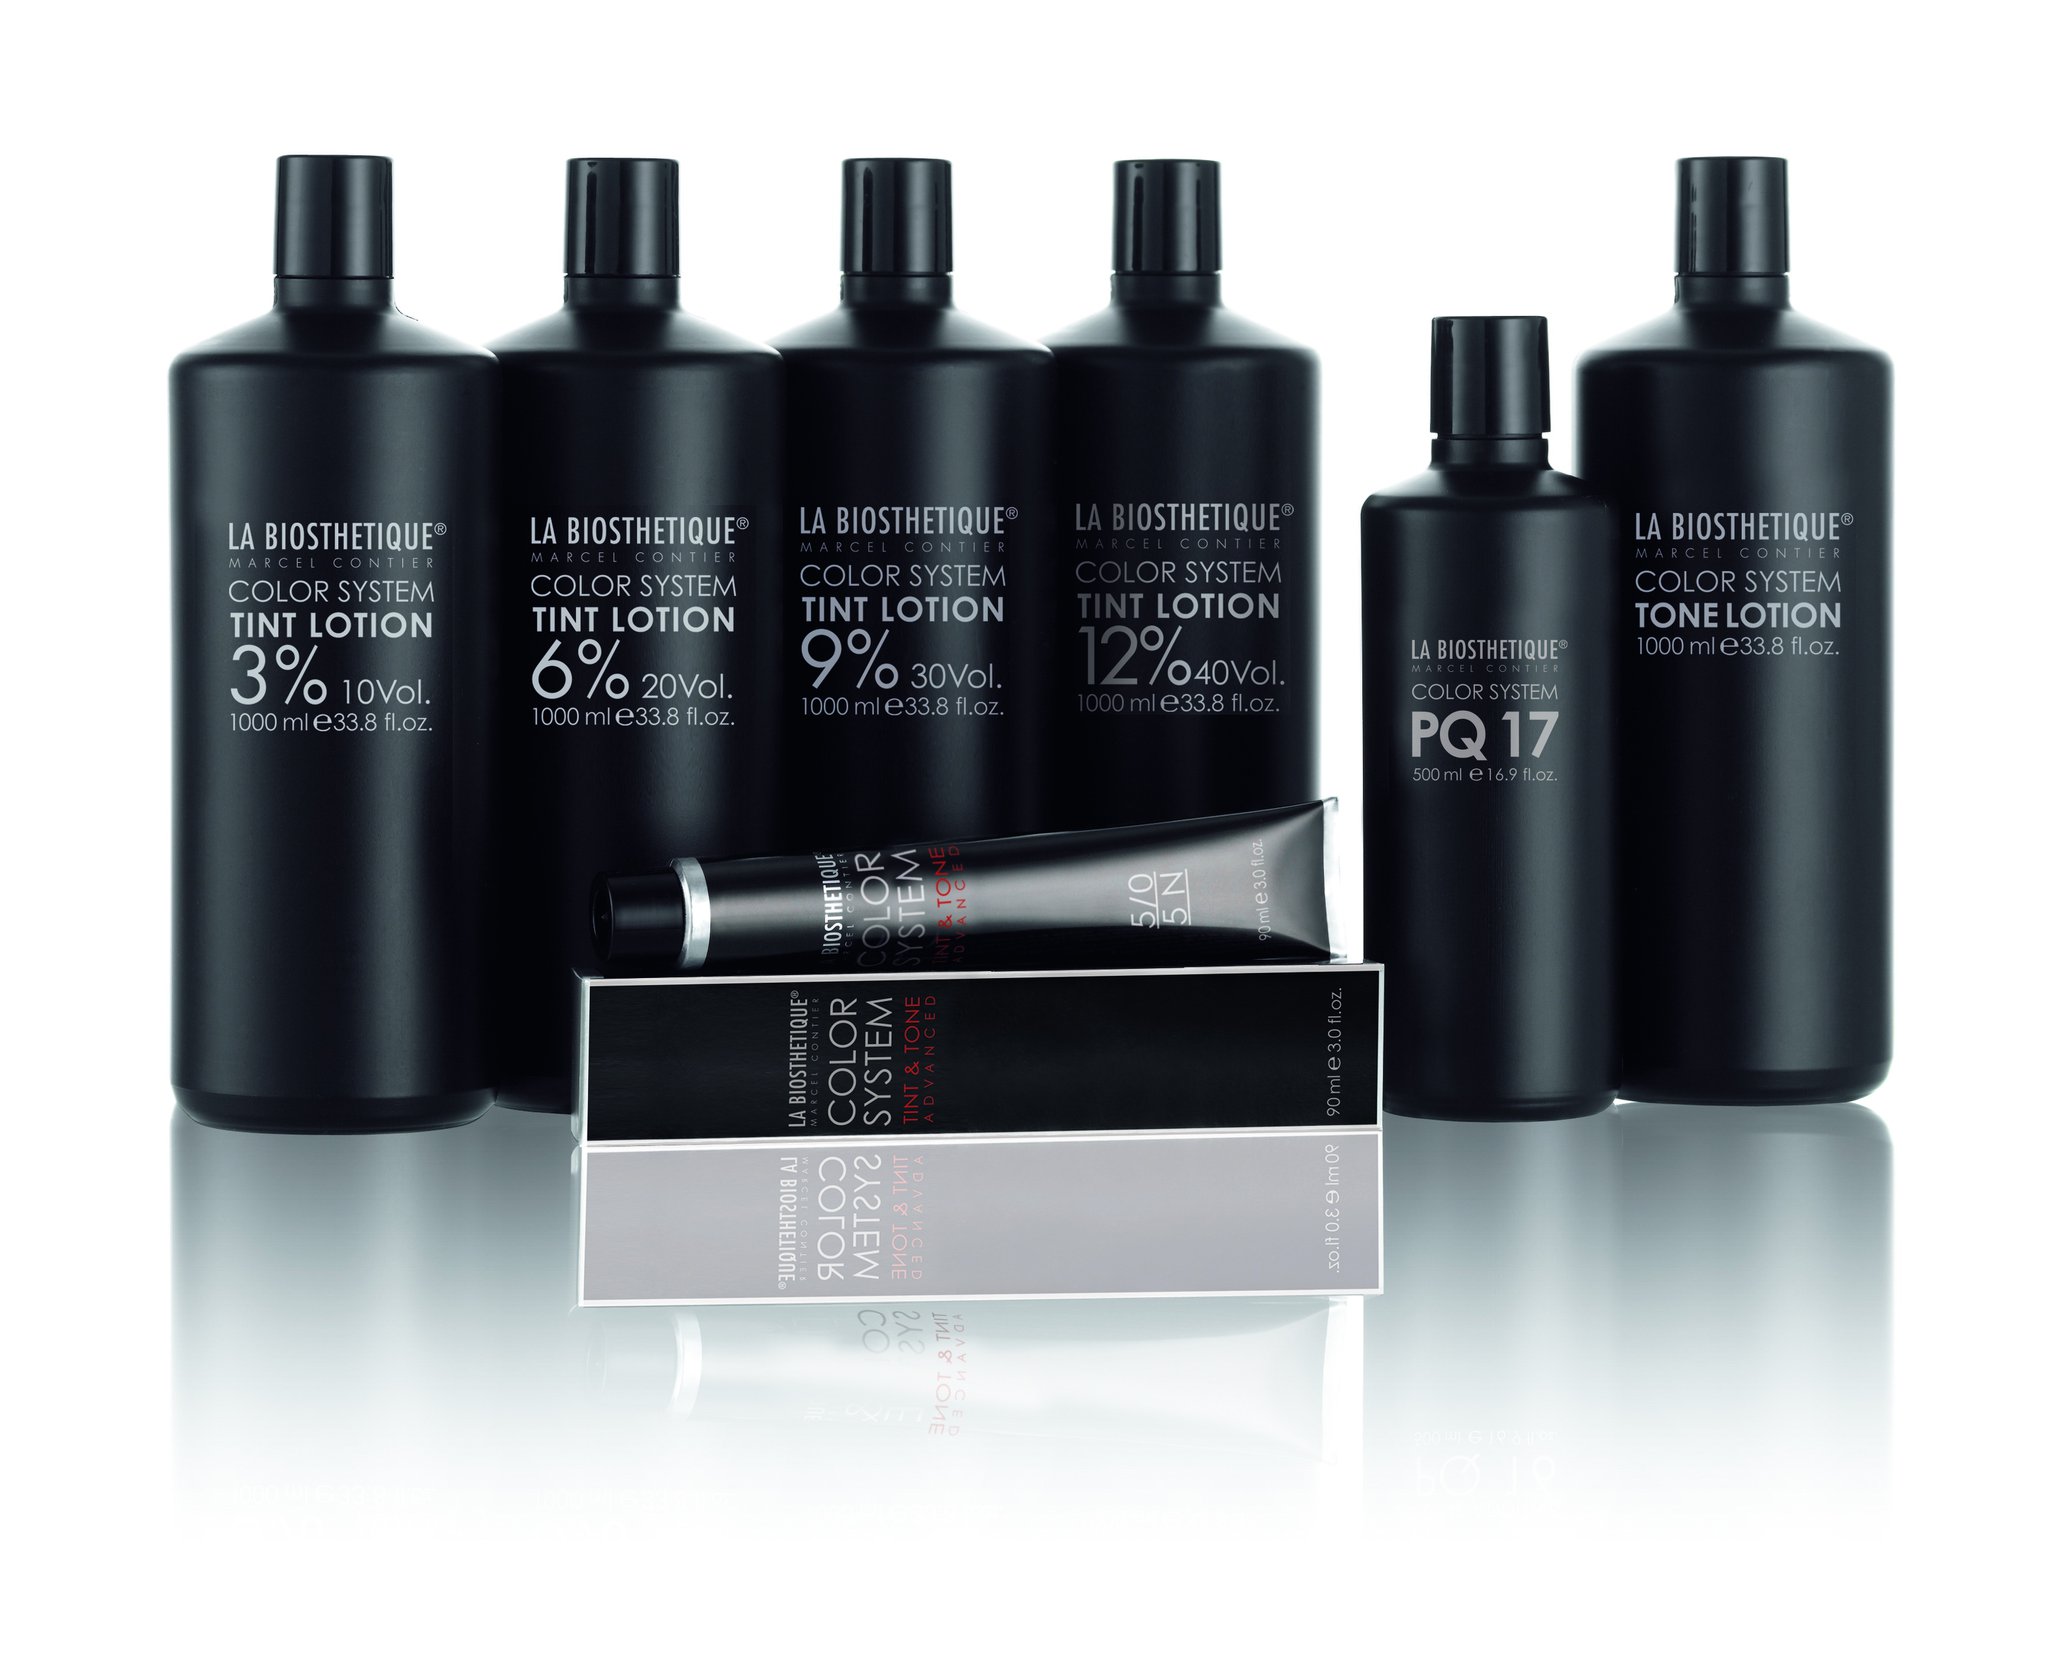 LA BIOSTHETIQUE®
MARCEL CONTIER
COLOR SYSTEM
TINT LOTION
3% 10Vol.
1000 ml e 33.8 fl.oz.
LA BIOSTHETIQUE®
MARCEL CONTIER
COLOR SYSTEM
TINT LOTION
6% 20Vol.
1000 ml e 33.8 fl.oz.
LA BIOSTHETIQUE®
MARCEL CONTIER
COLOR SYSTEM
TINT LOTION
9% 30Vol.
1000 ml e 33.8 fl.oz.
LA BIOSTHETIQUE®
MARCEL CONTIER
COLOR SYSTEM
TINT LOTION
12% 40Vol.
1000 ml e 33.8 fl.oz.
LA BIOSTHETIQUE®
MARCEL CONTIER
COLOR SYSTEM
PQ 17
500 ml e 16.9 fl.oz.
LA BIOSTHETIQUE®
MARCEL CONTIER
COLOR SYSTEM
TONE LOTION
1000 ml e 33.8 fl.oz.
LA BIOSTHETIQUE®
CONTIER
COLOR
SYSTEM
TINT & TONE
ADVANCED
5/0
5 N
90 ml e 3.0 fl.oz.
LA BIOSTHETIQUE®
MARCEL CONTIER
COLOR
SYSTEM
TINT & TONE
ADVANCED
90 ml e 3.0 fl.oz.